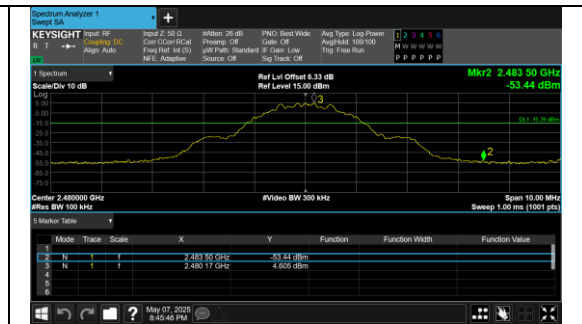 Spectrum Analyzer 1
Swept SA
+
KEYSIGHT Input: RF Input Z: 50 Ω #Atten: 26 dB PNO: Best Wide Avg Type: Log-Power 1 2 3 4 5 6
R T Coupling: DC Corr CCorr RCal Preamp: Off Gate: Off Avg|Hold: 100/100 M W W W W W
Align: Auto Freq Ref: Int (S) µW Path: Standard IF Gain: Low Trig: Free Run
NFE: Adaptive Source: Off Sig Track: Off P P P P P P
1 Spectrum
Scale/Div 10 dB
Ref Lvl Offset 6.33 dB
Ref Level 15.00 dBm
Mkr2 2.483 50 GHz
-53.44 dBm
Log
5.00
-5.00
-15.0
-25.0
-35.0
-45.0
-55.0
-65.0
-75.0
3
2
Center 2.480000 GHz #Video BW 300 kHz Span 10.00 MHz
#Res BW 100 kHz Sweep 1.00 ms (1001 pts)
5 Marker Table
Mode Trace Scale X Y Function Function Width Function Value
1
2 N 1 f 2.483 50 GHz -53.44 dBm
3 N 1 f 2.480 17 GHz 4.605 dBm
4
5
6
?
May 07, 2025
8:45:46 PM